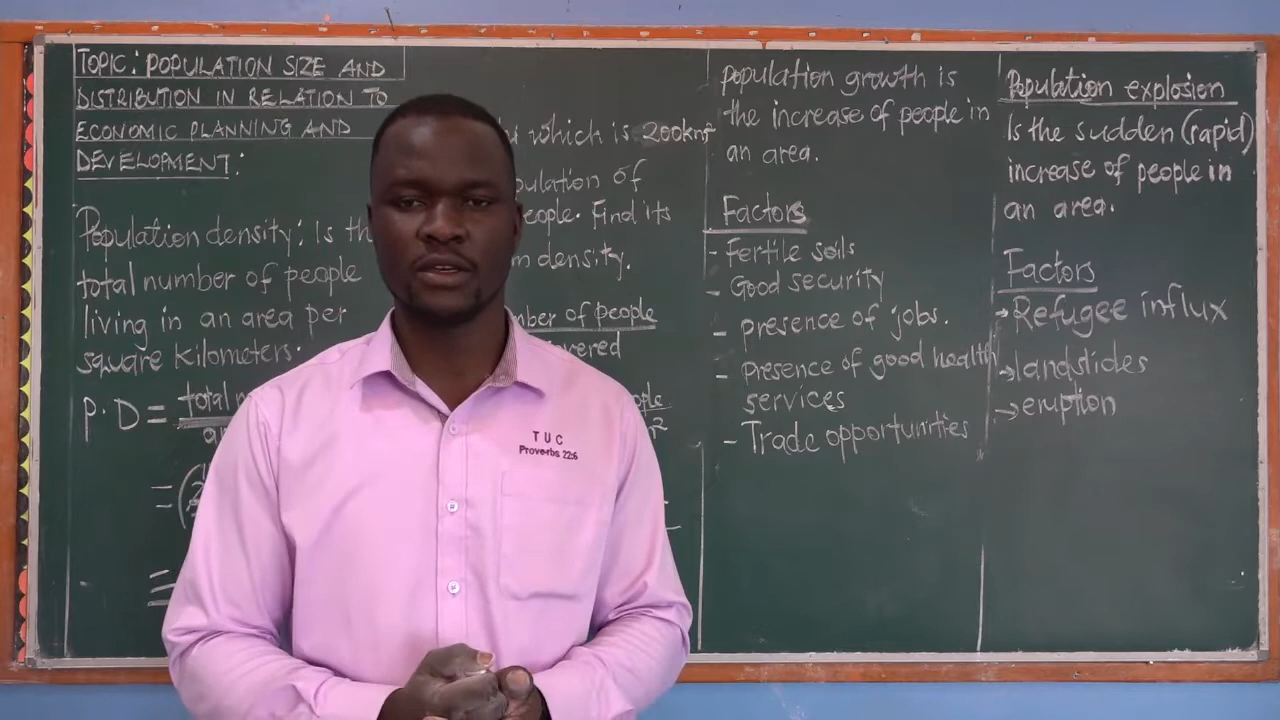 TOPIC: POPULATION SIZE AND
DISTRIBUTION IN RELATION TO
ECONOMIC PLANNING AND
DEVELOPMENT:
Population density: Is th
total number of people
living in an area per
square kilometers.
P.D = total n
=
=
which is 200km²
pulation of
eople. Find its
density.
mber of people
overed
ople
population growth is
the increase of people in
an area.
Factors
- Fertile soils
- Good security
- presence of jobs.
- Presence of good health
services
- Trade opportunities
Population explosion
Is the sudden (rapid)
increase of people in
an area.
Factors
→Refugee influx
→landslides
→eruption
TUC
Proverbs 22:6